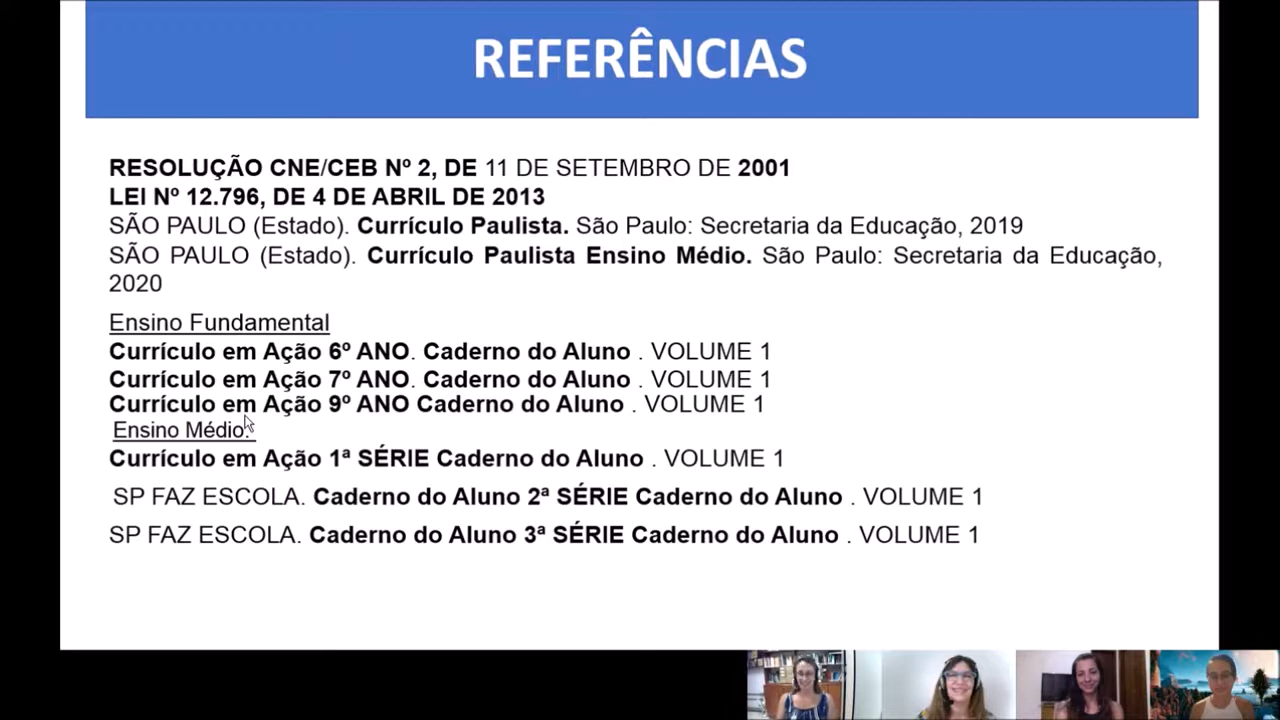 REFERÊNCIAS
RESOLUÇÃO CNE/CEB Nº 2, DE 11 DE SETEMBRO DE 2001
LEI Nº 12.796, DE 4 DE ABRIL DE 2013
SÃO PAULO (Estado). Currículo Paulista. São Paulo: Secretaria da Educação, 2019
SÃO PAULO (Estado). Currículo Paulista Ensino Médio. São Paulo: Secretaria da Educação,
2020
Ensino Fundamental
Currículo em Ação 6º ANO. Caderno do Aluno . VOLUME 1
Currículo em Ação 7º ANO. Caderno do Aluno . VOLUME 1
Currículo em Ação 9º ANO Caderno do Aluno . VOLUME 1
Ensino Médio:
Currículo em Ação 1ª SÉRIE Caderno do Aluno . VOLUME 1
SP FAZ ESCOLA. Caderno do Aluno 2ª SÉRIE Caderno do Aluno . VOLUME 1
SP FAZ ESCOLA. Caderno do Aluno 3ª SÉRIE Caderno do Aluno . VOLUME 1